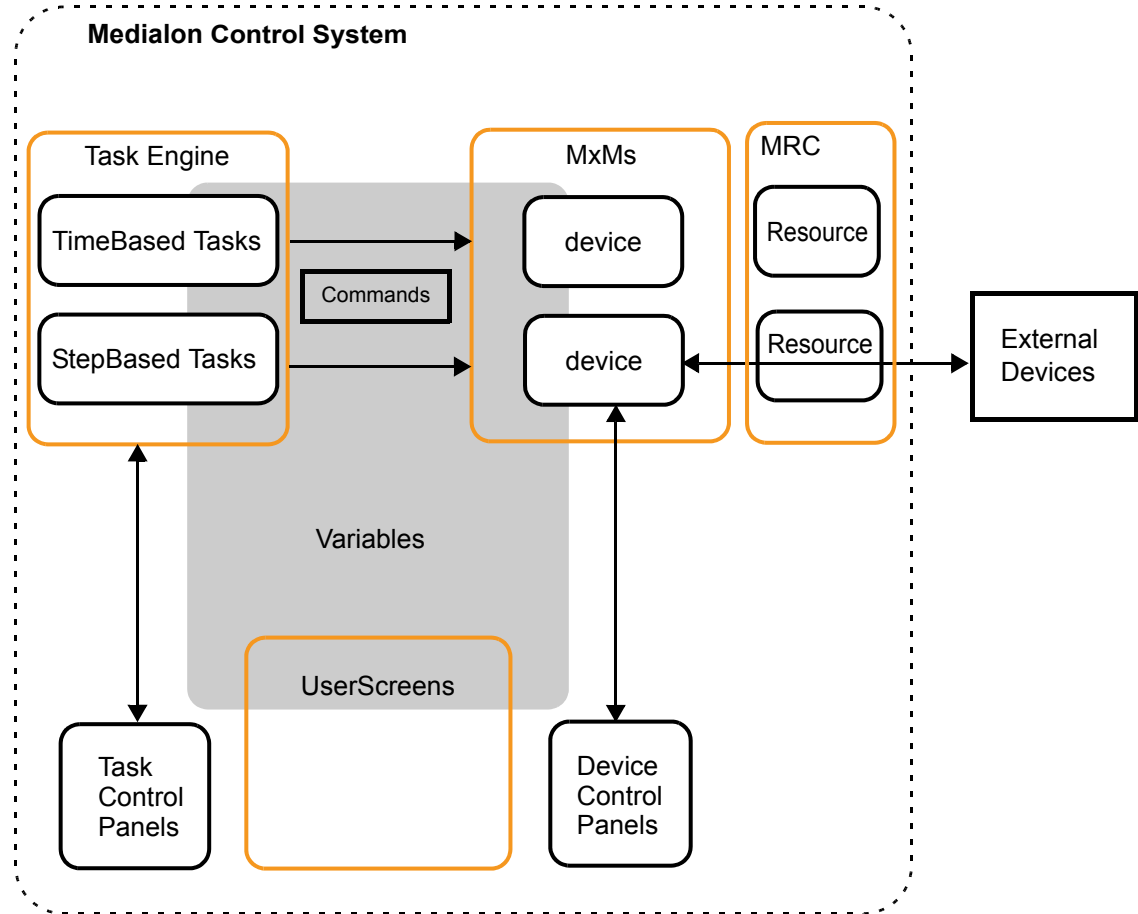 Medialon Control System
Task Engine
MxMs
MRC
TimeBased Tasks
device
Resource
Commands
StepBased Tasks
device
Resource
External
Devices
Variables
UserScreens
Task
Control
Panels
Device
Control
Panels